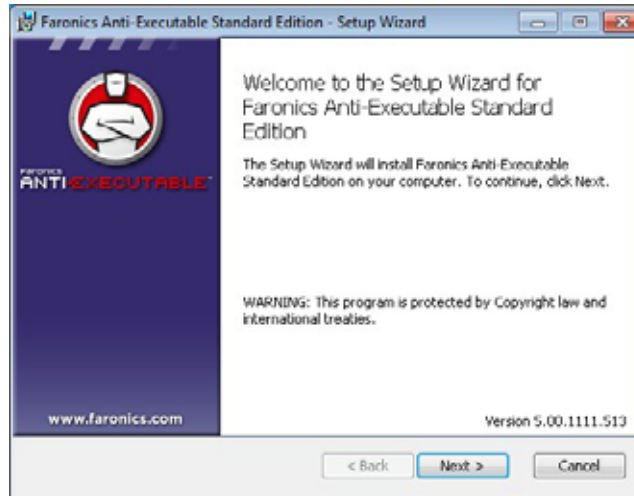 Faronics Anti-Executable Standard Edition - Setup Wizard
Welcome to the Setup Wizard for
Faronics Anti-Executable Standard
Edition
The Setup Wizard will install Faronics Anti-Executable
Standard Edition on your computer. To continue, click Next.
FARONICS
ANTI-EXECUTABLE™
WARNING: This program is protected by Copyright law and
international treaties.
www.faronics.com
Version 5.00.1111.513
< Back
Next >
Cancel